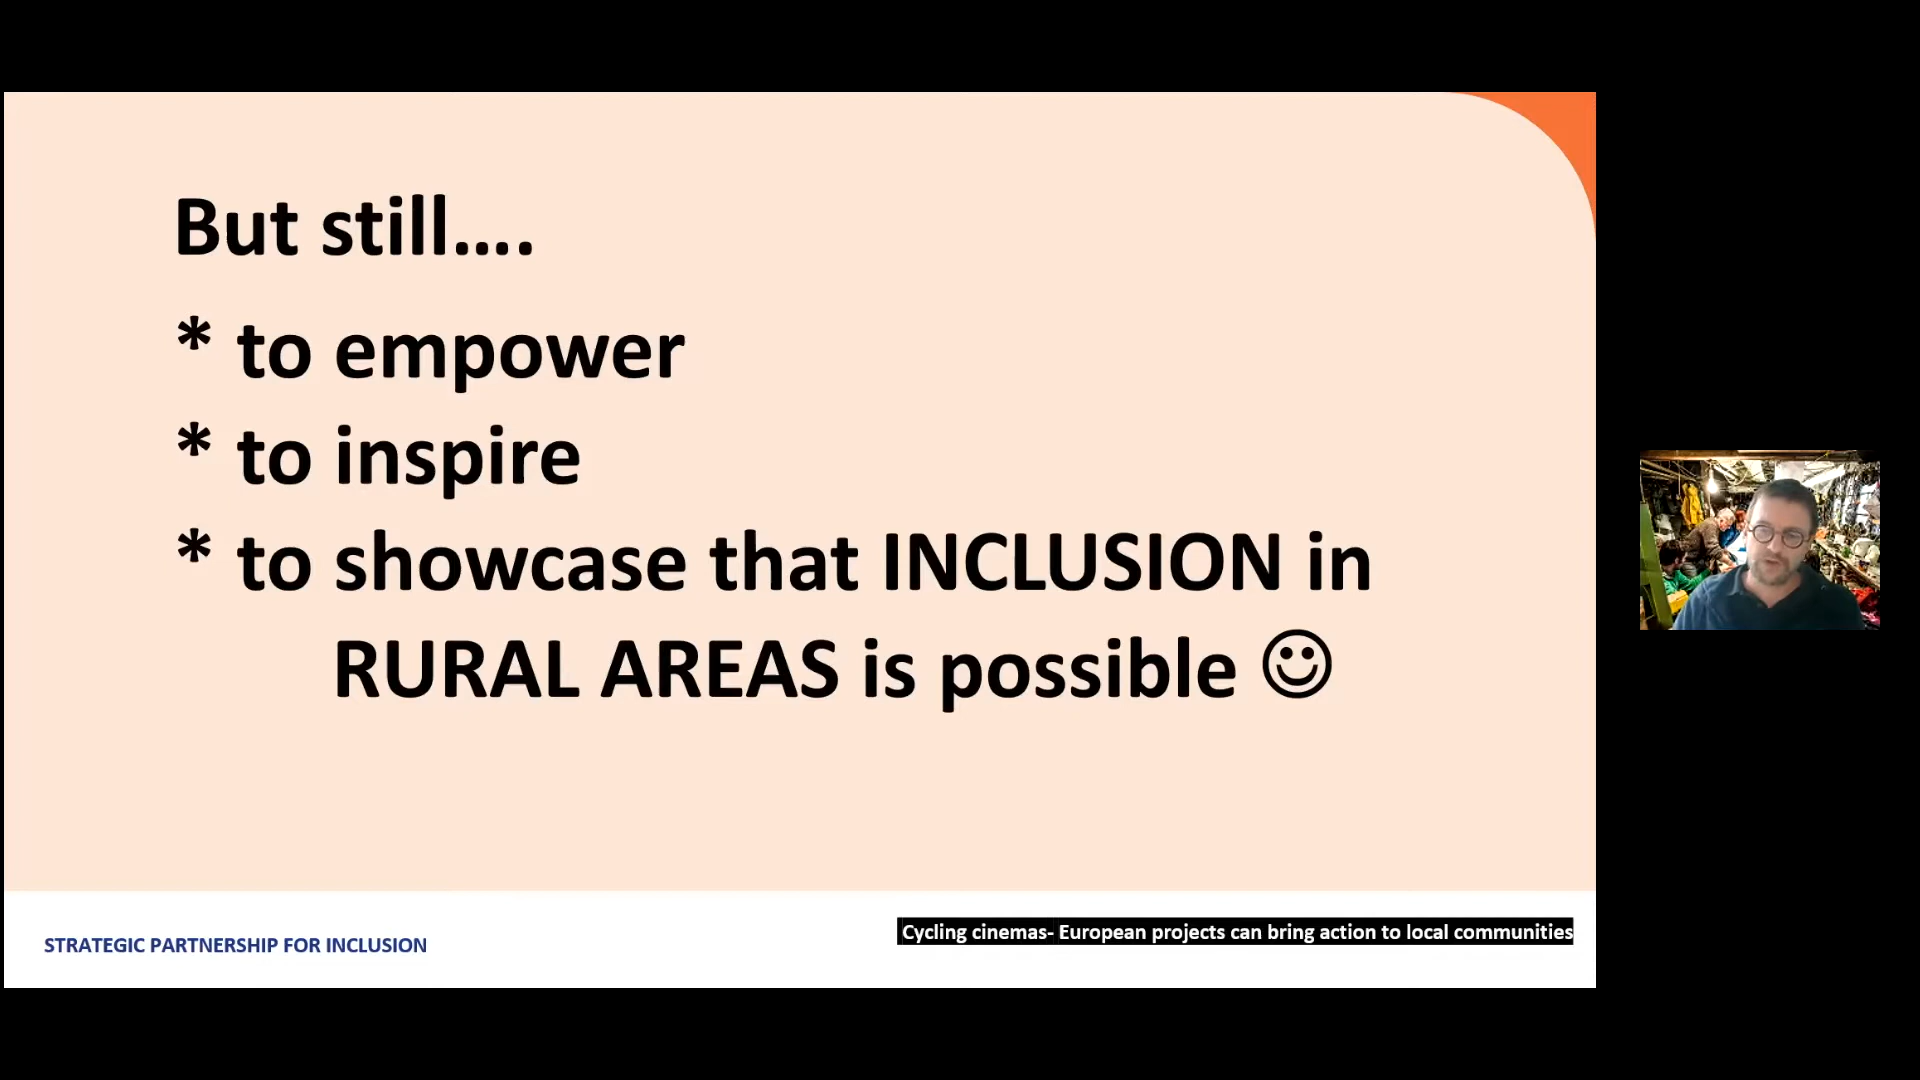 But still….
* to empower
* to inspire
* to showcase that INCLUSION in
RURAL AREAS is possible ☺
STRATEGIC PARTNERSHIP FOR INCLUSION
Cycling cinemas- European projects can bring action to local communities